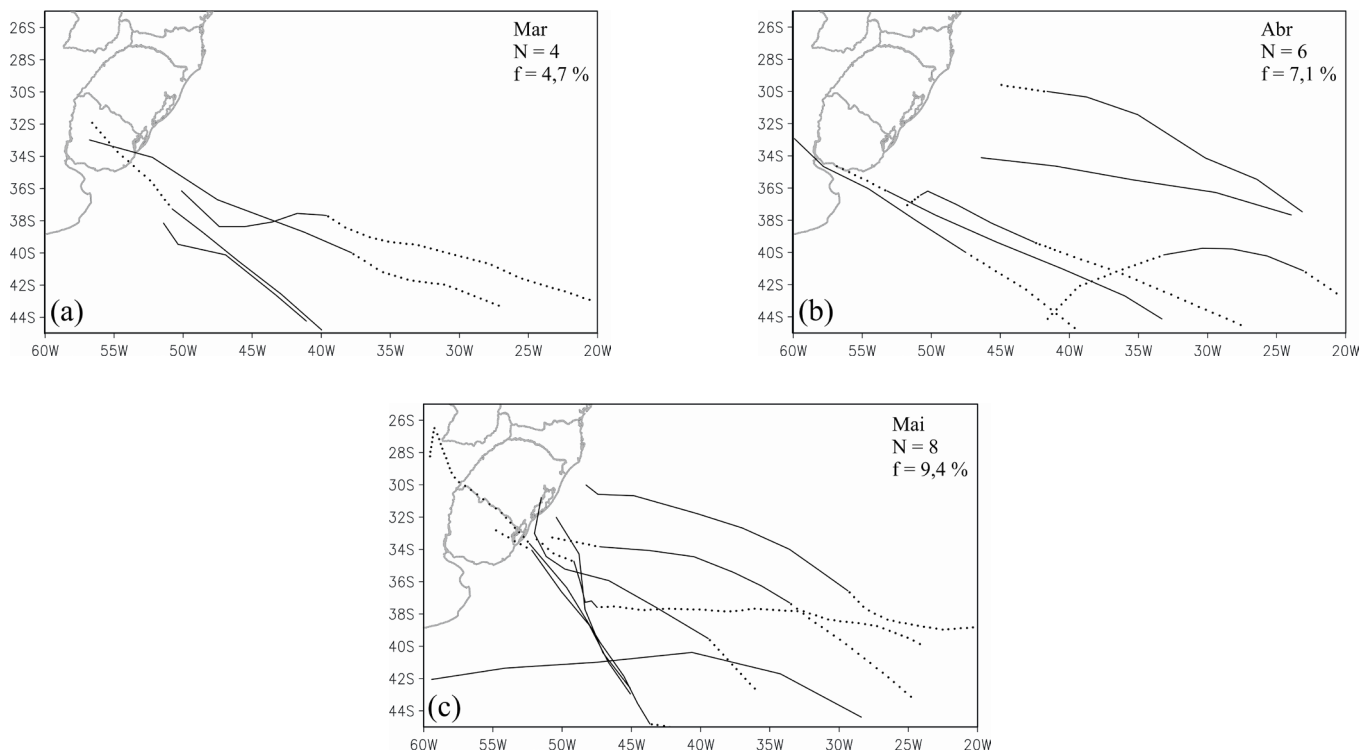 Mar
N = 4
f = 4,7 %
26S
28S
30S
32S
34S
36S
38S
40S
42S
44S
(a)
60W 55W 50W 45W 40W 35W 30W 25W 20W
Abr
N = 6
f = 7,1 %
26S
28S
30S
32S
34S
36S
38S
40S
42S
44S
(b)
60W 55W 50W 45W 40W 35W 30W 25W 20W
Mai
N = 8
f = 9,4 %
26S
28S
30S
32S
34S
36S
38S
40S
42S
44S
(c)
60W 55W 50W 45W 40W 35W 30W 25W 20W